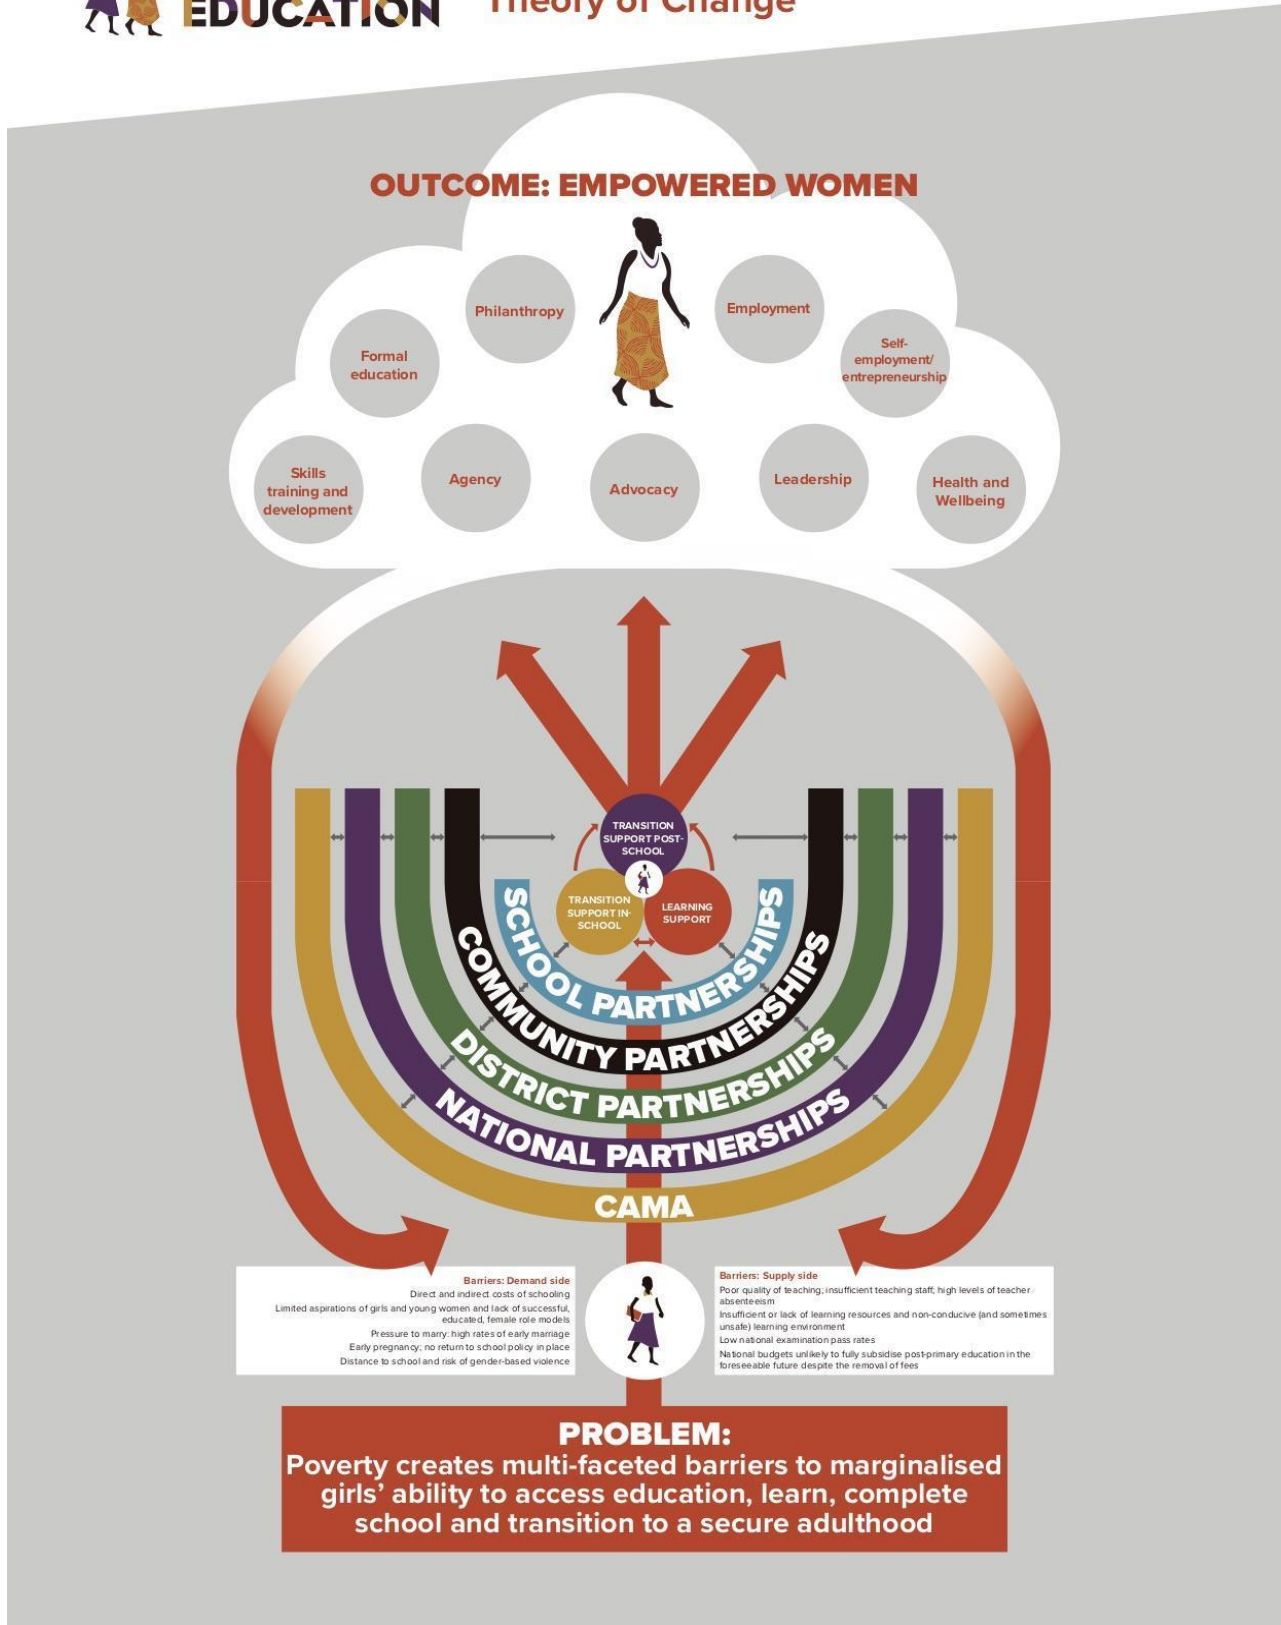 EDUCATION
Theory of Change
OUTCOME: EMPOWERED WOMEN
Philanthropy
Employment
Formal
education
Self-
employment/
entrepreneurship
Skills
training and
development
Agency
Advocacy
Leadership
Health and
Wellbeing
TRANSITION
SUPPORT POST-
SCHOOL
TRANSITION
SUPPORT IN-
SCHOOL
LEARNING
SUPPORT
SCHOOL PARTNERSHIPS
COMMUNITY PARTNERSHIPS
DISTRICT PARTNERSHIPS
NATIONAL PARTNERSHIPS
CAMA
Barriers: Demand side
Direct and indirect costs of schooling
Limited aspirations of girls and young women and lack of successful,
educated, female role models
Pressure to marry: high rates of early marriage
Early pregnancy; no return to school policy in place
Distance to school and risk of gender-based violence
Barriers: Supply side
Poor quality of teaching; insufficient teaching staff; high levels of teacher
absenteeism
Insufficient or lack of learning resources and non-conducive (and sometimes
unsafe) learning environment
Low national examination pass rates
National budgets unlikely to fully subsidise post-primary education in the
foreseeable future despite the removal of fees
PROBLEM:
Poverty creates multi-faceted barriers to marginalised
girls’ ability to access education, learn, complete
school and transition to a secure adulthood